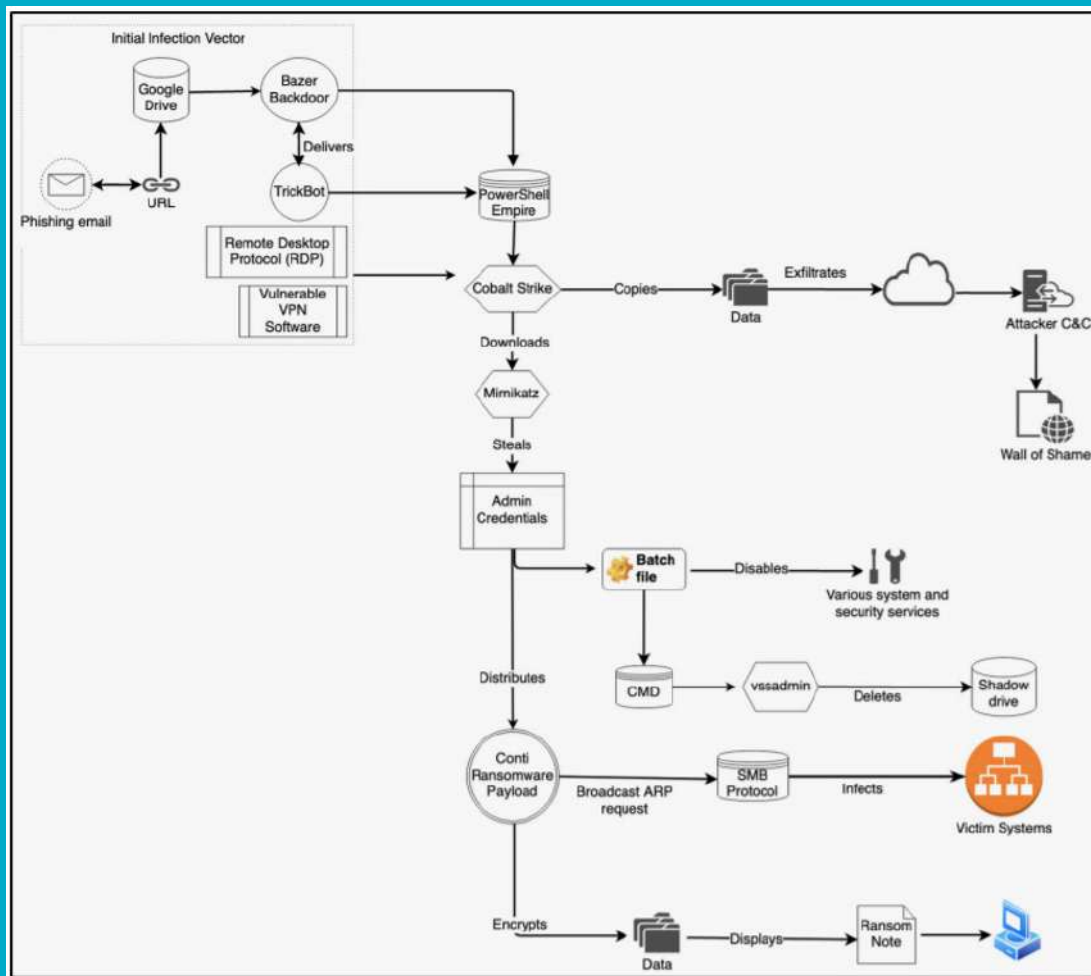 Initial Infection Vector
Google
Drive
Bazer
Backdoor
Delivers
TrickBot
URL
Phishing email
Remote Desktop
Protocol (RDP)
Vulnerable
VPN
Software
PowerShell
Empire
Cobalt Strike
Copies
Data
Exfiltrates
Attacker C&C
Wall of Shame
Downloads
Mimikatz
Steals
Admin
Credentials
Batch
file
Disables
Various system and
security services
CMD
vssadmin
Deletes
Shadow
drive
Distributes
Conti
Ransomware
Payload
Broadcast ARP
request
SMB
Protocol
Infects
Victim Systems
Encrypts
Data
Displays
Ransom
Note